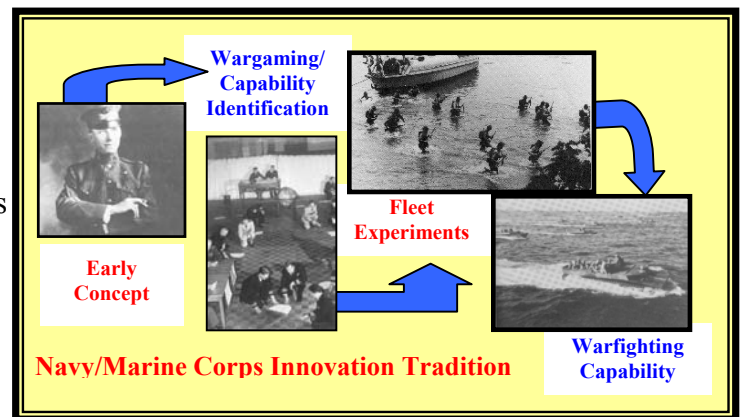 s
Wargaming/
Capability
Identification
Early
Concept
Fleet
Experiments
Warfighting
Capability
Navy/Marine Corps Innovation Tradition